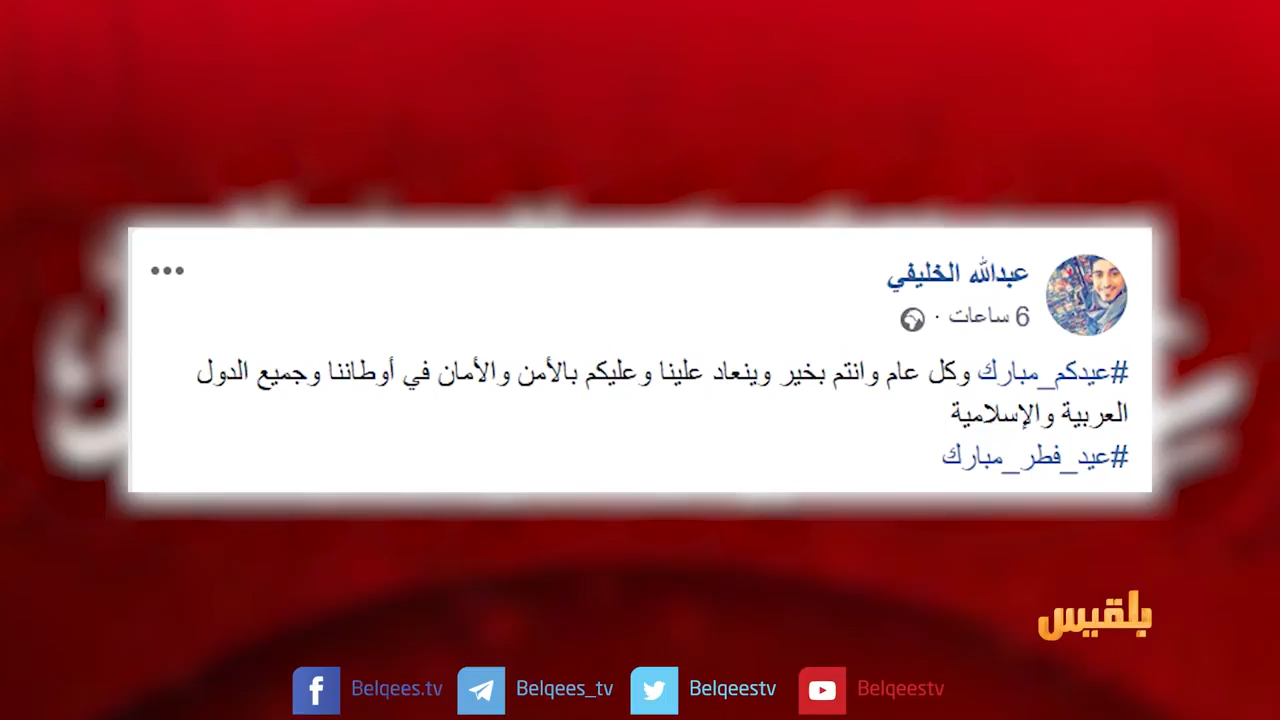 عبدالله الخليفي
6 ساعات ·
#عيدكم_مبارك وكل عام وانتم بخير وينعاد علينا وعليكم بالأمن والأمان في أوطاننا وجميع الدول
العربية والإسلامية
#عيد_فطر_مبارك
بلقيس
Belqees.tv Belqees_tv Belqeestv Belqeestv